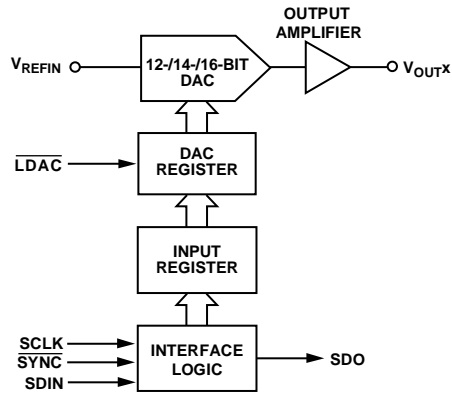 OUTPUT
AMPLIFIER
VREFIN
12-/14-/16-BIT
DAC
VOUTx
LDAC
DAC
REGISTER
INPUT
REGISTER
SCLK
SYNC
SDIN
INTERFACE
LOGIC
SDO